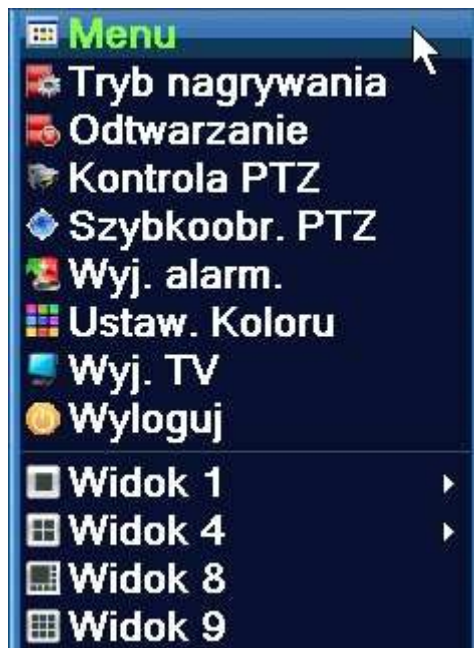 Menu
Tryb nagrywania
Odtwarzanie
Kontrola PTZ
Szybkoobr. PTZ
Wyj. alarm.
Ustaw. Koloru
Wyj. TV
Wyloguj
Widok 1
Widok 4
Widok 8
Widok 9